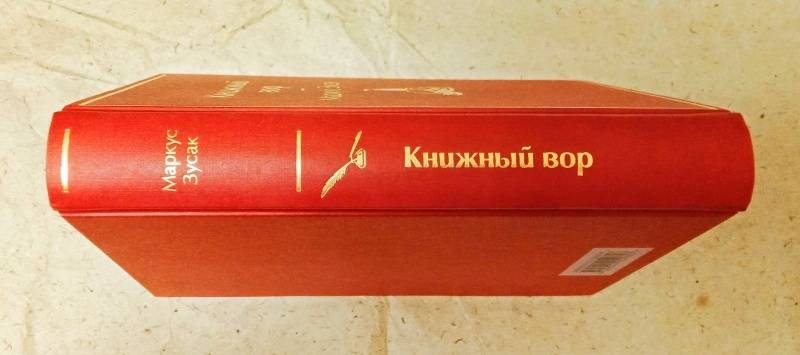 Маркус
Зусак
Книжный вор